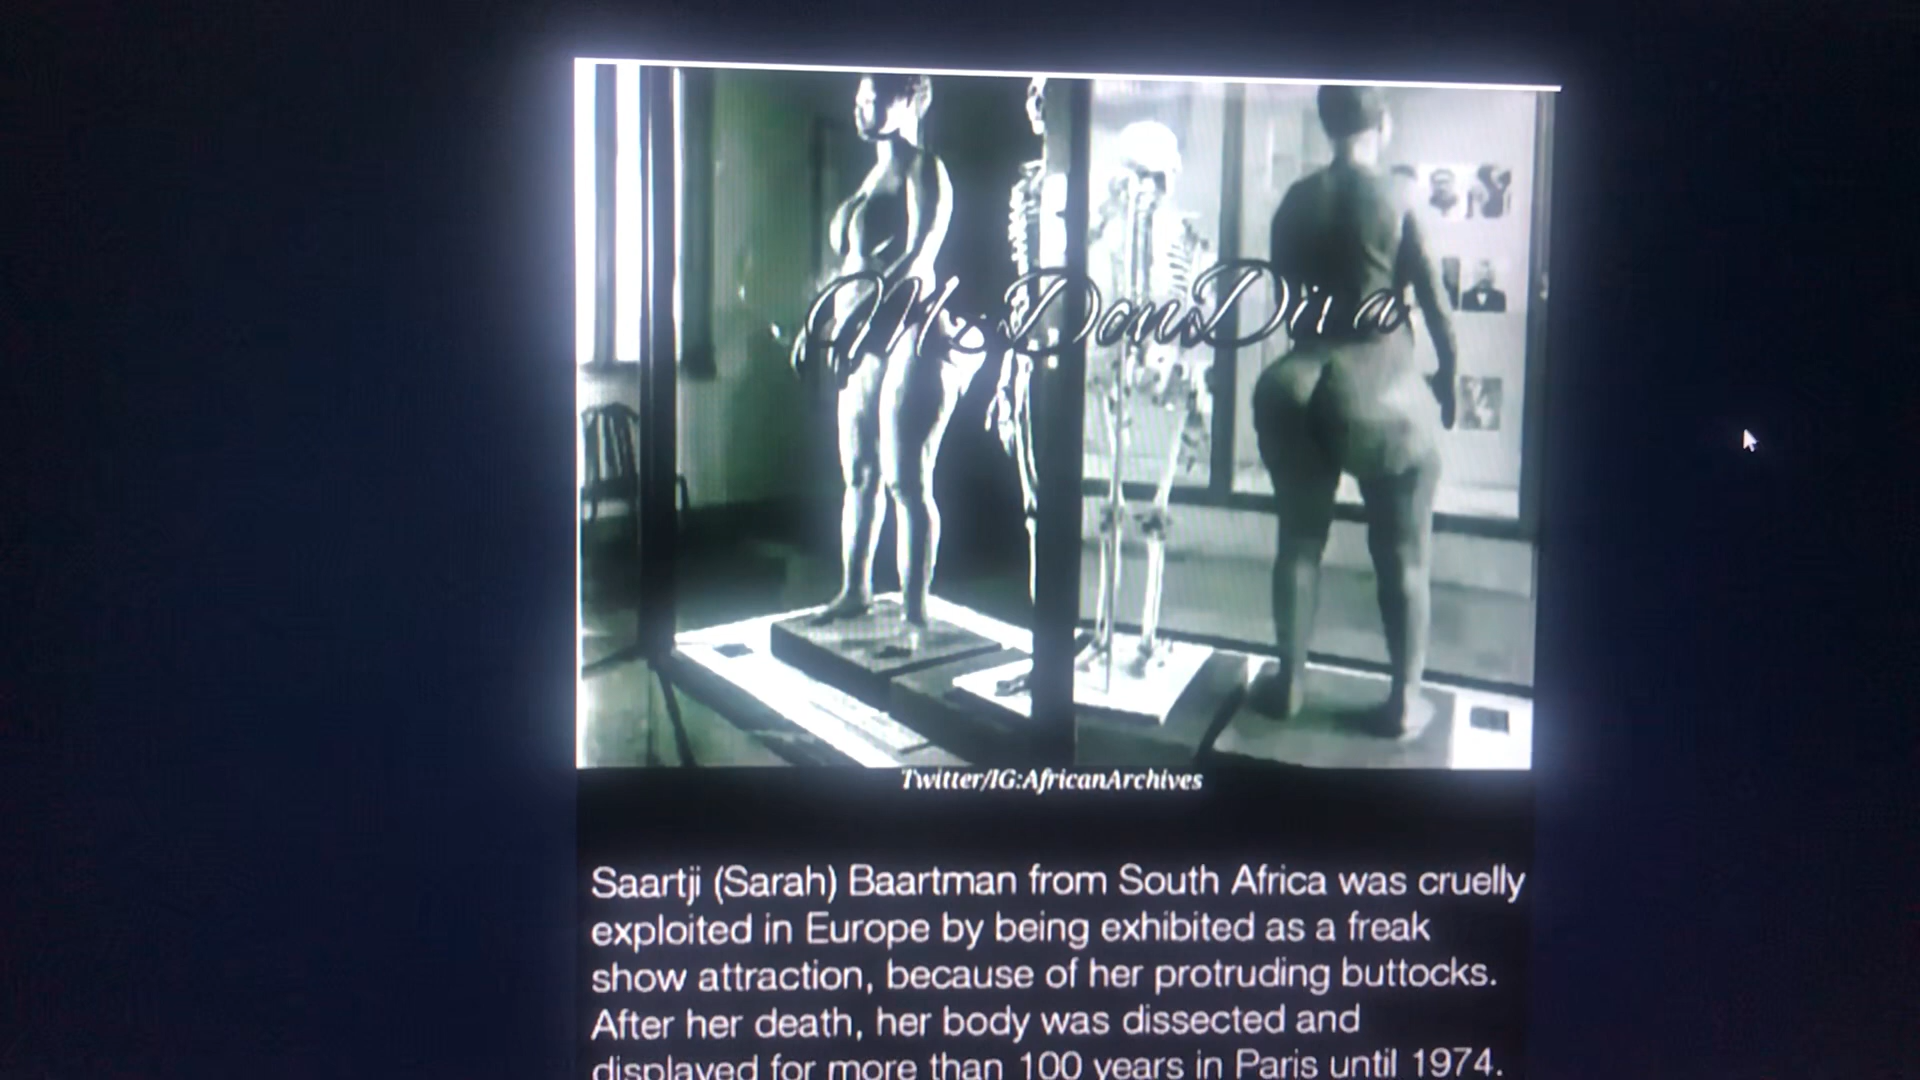 Ms.DonDiva
Twitter/IG:AfricanArchives
Saartji (Sarah) Baartman from South Africa was cruelly
exploited in Europe by being exhibited as a freak
show attraction, because of her protruding buttocks.
After her death, her body was dissected and
displayed for more than 100 years in Paris until 1974.